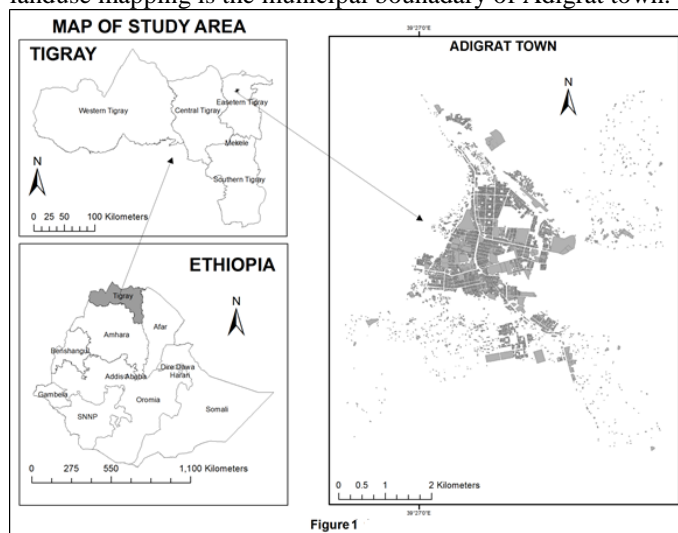 landuse mapping is the municipal boundary of Adigrat town.
MAP OF STUDY AREA
TIGRAY
Western Tigray
Central Tigray
Easetern Tigray
Mekele
Southern Tigray
N
0 25 50 100 Kilometers
ETHIOPIA
N
Tigray
Amhara
Afar
Benshangul
Dire Dawa
Harari
Addis Ababa
Gambela
Oromia
Somali
SNNP
0 275 550 1,100 Kilometers
39°27'0"E
ADIGRAT TOWN
N
0 0.5 1 2 Kilometers
39°27'0"E
Figure 1